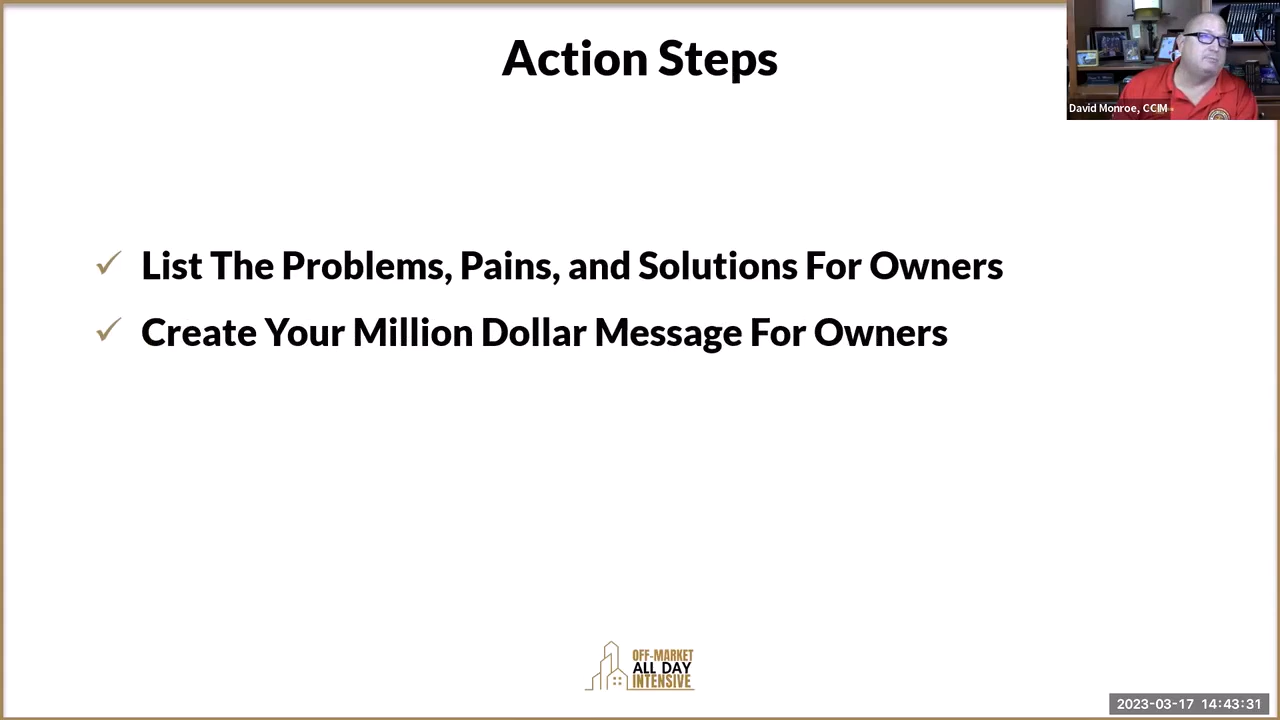 Action Steps
David Monroe, CCIM
✓ List The Problems, Pains, and Solutions For Owners
✓ Create Your Million Dollar Message For Owners
OFF-MARKET
ALL DAY
INTENSIVE
2023-03-17 14:43:31